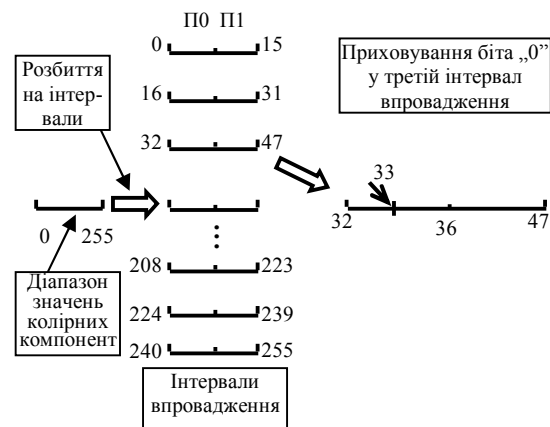 П0 П1
0 15
Розбиття
на інтер-
вали
16 31
32 47
Приховування біта „0”
у третій інтервал
впровадження
33
32 36 47
0 255
Діапазон
значень
колірних
компонент
208 223
224 239
240 255
Інтервали
впровадження